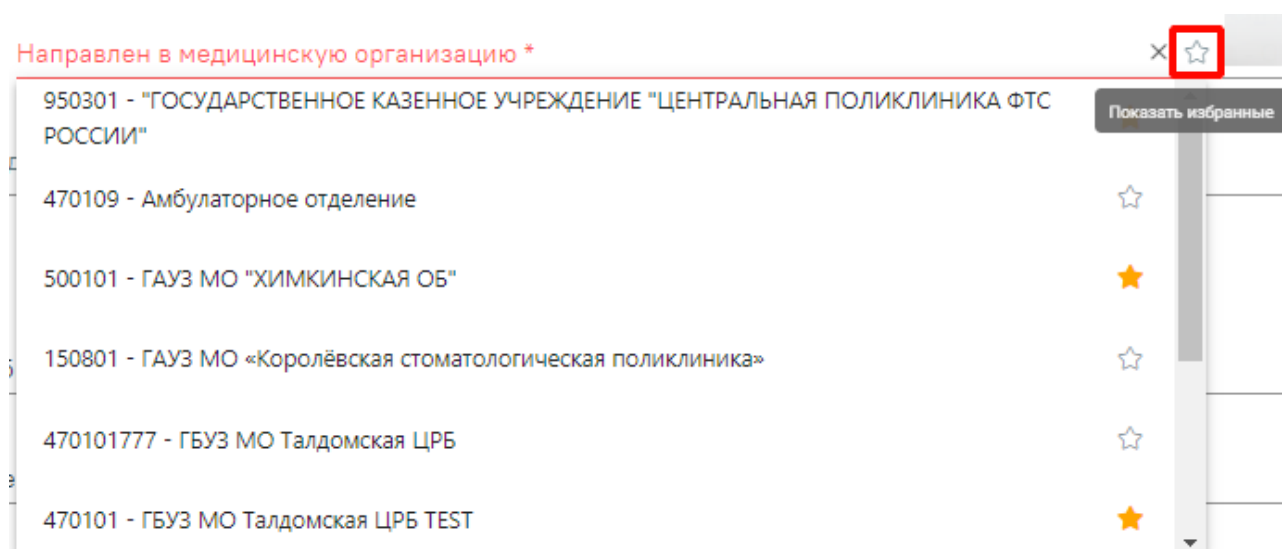 Направлен в медицинскую организацию *
950301 - "ГОСУДАРСТВЕННОЕ КАЗЕННОЕ УЧРЕЖДЕНИЕ "ЦЕНТРАЛЬНАЯ ПОЛИКЛИНИКА ФТС
РОССИИ"
Показать избранные
470109 - Амбулаторное отделение
500101 - ГАУЗ МО "ХИМКИНСКАЯ ОБ"
150801 - ГАУЗ МО «Королёвская стоматологическая поликлиника»
470101777 - ГБУЗ МО Талдомская ЦРБ
470101 - ГБУЗ МО Талдомская ЦРБ TEST